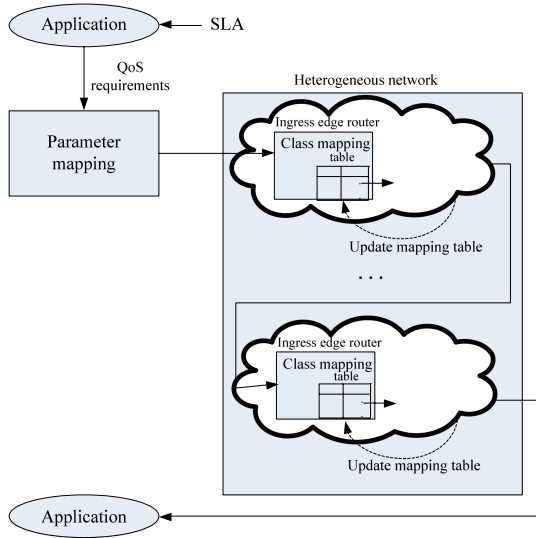 Application
SLA
QoS
requirements
Parameter
mapping
Heterogeneous network
Ingress edge router
Class mapping
table
Update mapping table
. . .
Ingress edge router
Class mapping
table
Update mapping table
Application